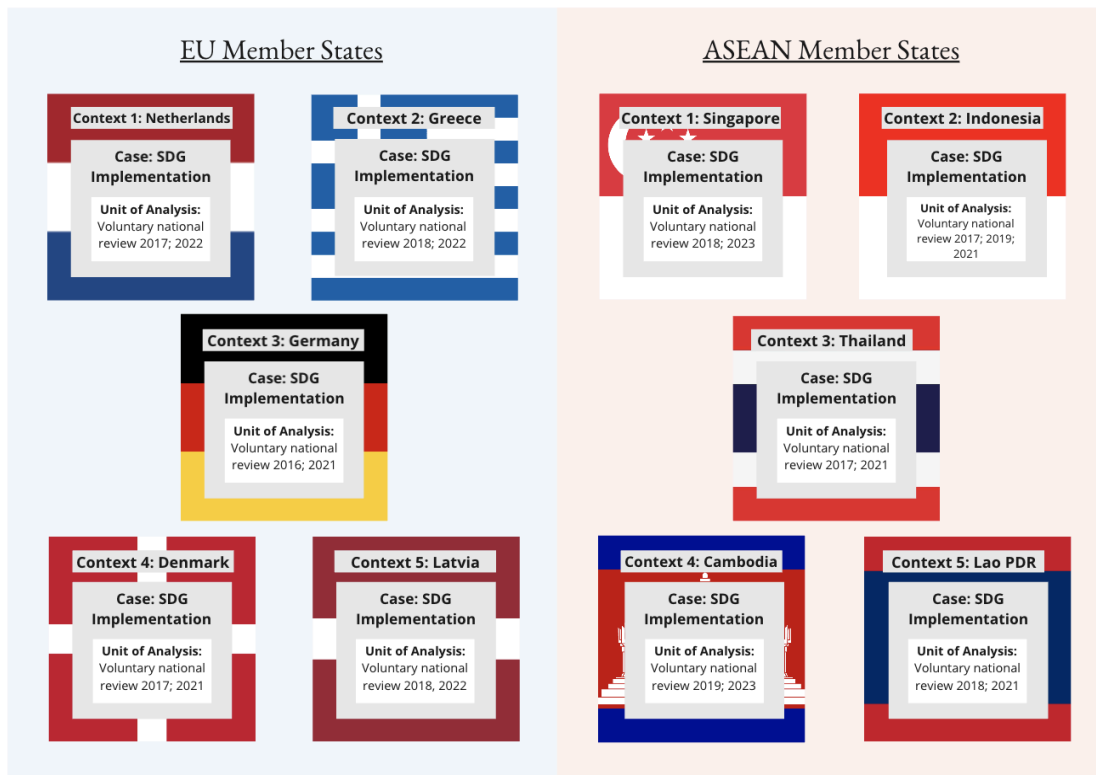 EU Member States
ASEAN Member States
Context 1: Netherlands
Case: SDG
Implementation
Unit of Analysis:
Voluntary national
review 2017; 2022
Context 2: Greece
Case: SDG
Implementation
Unit of Analysis:
Voluntary national
review 2018; 2022
Context 1: Singapore
Case: SDG
Implementation
Unit of Analysis:
Voluntary national
review 2018; 2023
Context 2: Indonesia
Case: SDG
Implementation
Unit of Analysis:
Voluntary national
review 2017; 2019;
2021
Context 3: Germany
Case: SDG
Implementation
Unit of Analysis:
Voluntary national
review 2016; 2021
Context 3: Thailand
Case: SDG
Implementation
Unit of Analysis:
Voluntary national
review 2017; 2021
Context 4: Denmark
Case: SDG
Implementation
Unit of Analysis:
Voluntary national
review 2017; 2021
Context 5: Latvia
Case: SDG
Implementation
Unit of Analysis:
Voluntary national
review 2018, 2022
Context 4: Cambodia
Case: SDG
Implementation
Unit of Analysis:
Voluntary national
review 2019; 2023
Context 5: Lao PDR
Case: SDG
Implementation
Unit of Analysis:
Voluntary national
review 2018; 2021